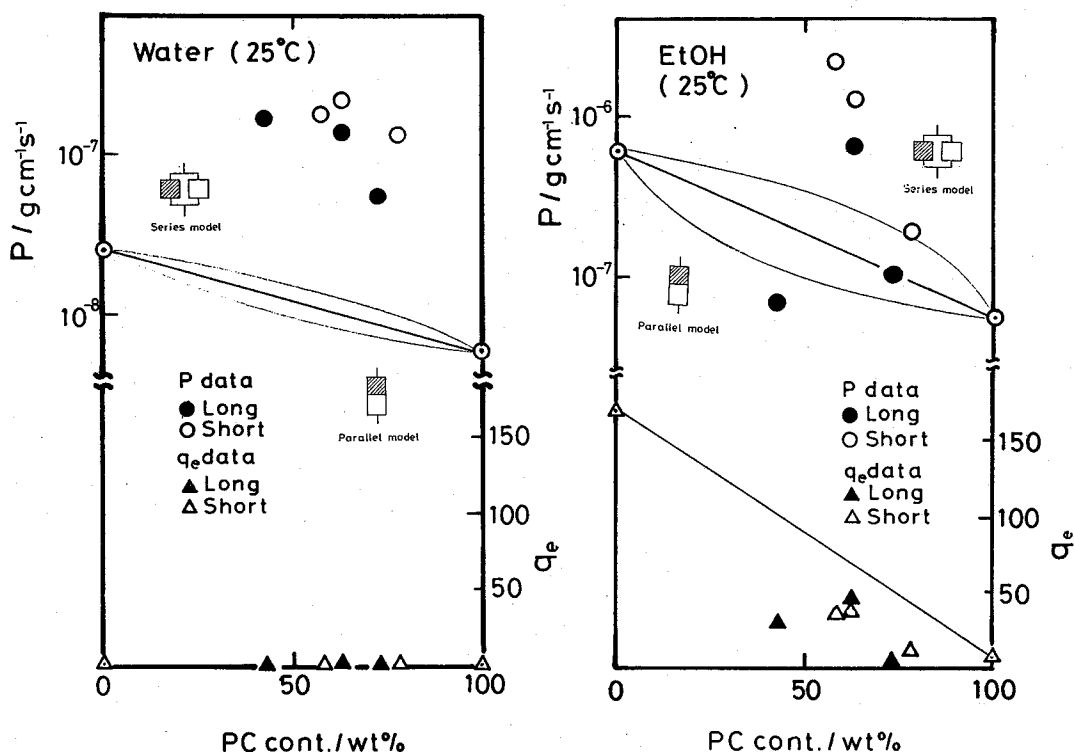 Water (25°C)
P/g cm⁻¹s⁻¹
10⁻⁷
10⁻⁸
Series model
Parallel model
P data
Long
Short
qₑ data
Long
Short
150
100
50
qₑ
0
50
100
PC cont./wt%
EtOH
(25°C)
P/g cm⁻¹s⁻¹
10⁻⁶
10⁻⁷
Series model
Parallel model
P data
Long
Short
qₑ data
Long
Short
150
100
50
0
qₑ
0
50
100
PC cont./wt%